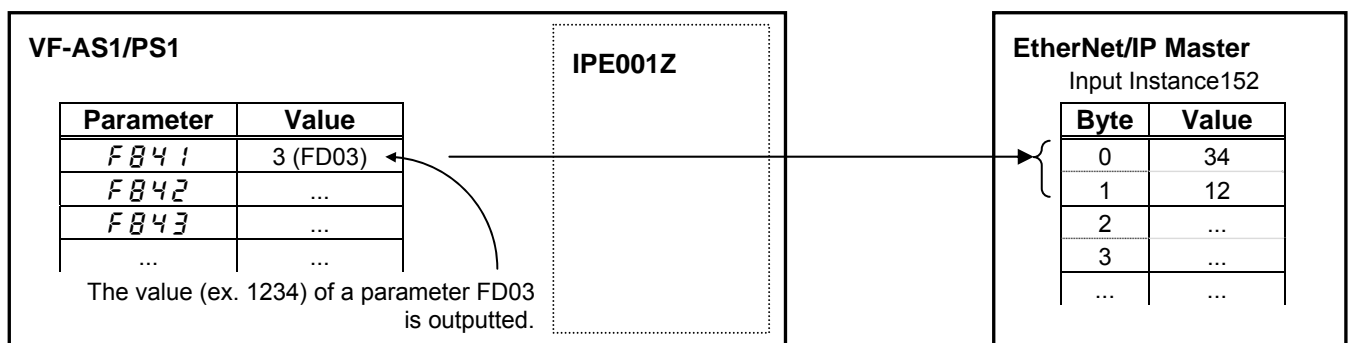 VF-AS1/PS1
IPE001Z
EtherNet/IP Master
Input Instance152
Parameter Value
F841 3 (FD03)
F842 ...
F843 ...
... ...
The value (ex. 1234) of a parameter FD03
is outputted.
Byte Value
0 34
1 12
2 ...
3 ...
... ...